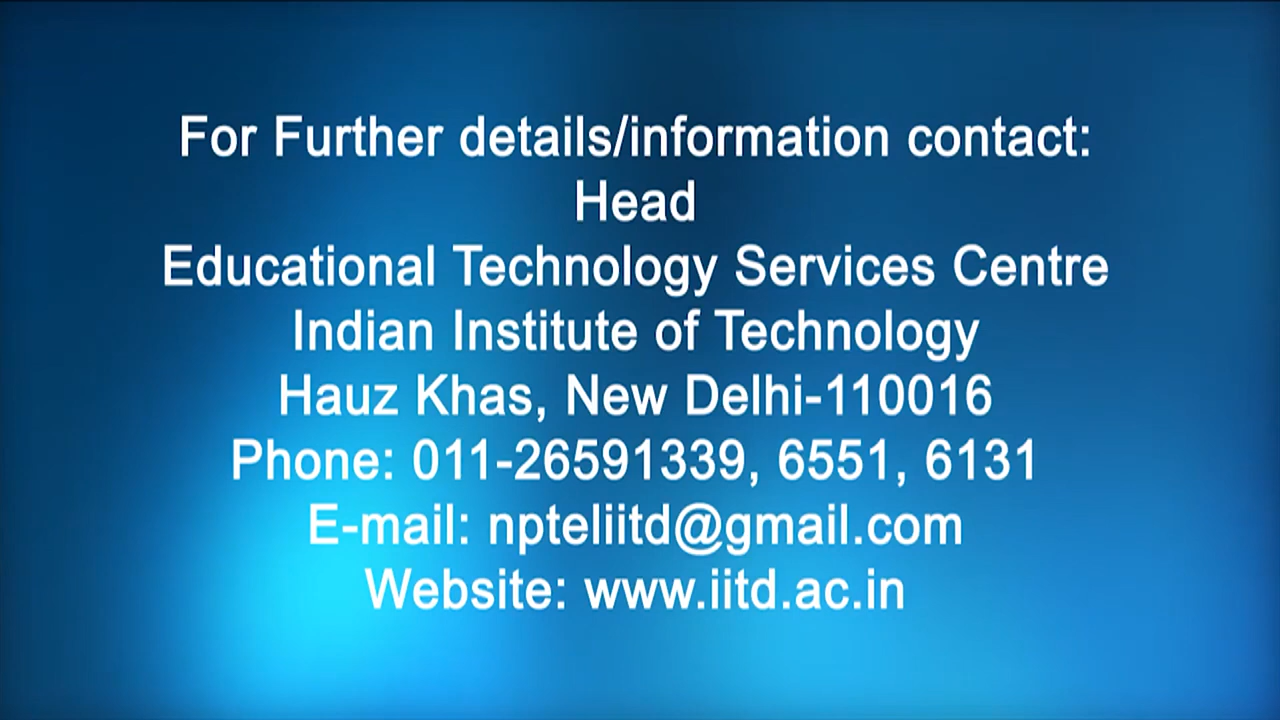 For Further details/information contact:
Head
Educational Technology Services Centre
Indian Institute of Technology
Hauz Khas, New Delhi-110016
Phone: 011-26591339, 6551, 6131
E-mail: npteliitd@gmail.com
Website: www.iitd.ac.in